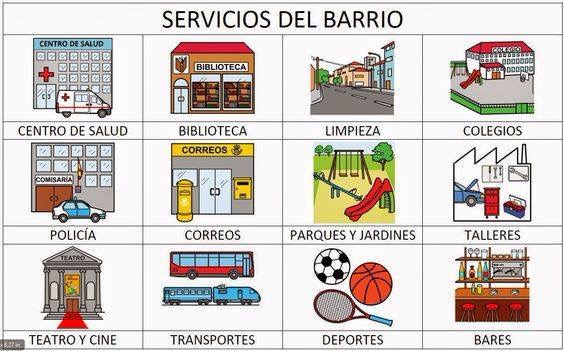 SERVICIOS DEL BARRIO
CENTRO DE SALUD
BIBLIOTECA
COLEGIO
CENTRO DE SALUD
BIBLIOTECA
LIMPIEZA
COLEGIOS
COMISARÍA
CORREOS
POLICÍA
CORREOS
PARQUES Y JARDINES
TALLERES
TEATRO
TEATRO Y CINE
TRANSPORTES
DEPORTES
BARES